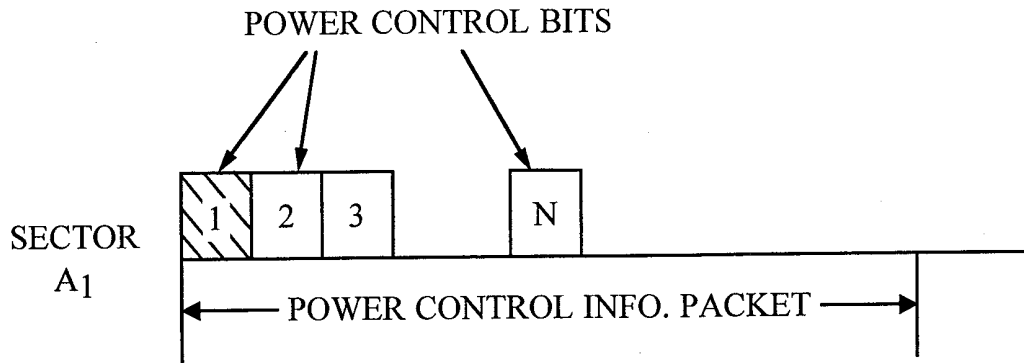 POWER CONTROL BITS
1 2 3 N
SECTOR
A1
POWER CONTROL INFO. PACKET